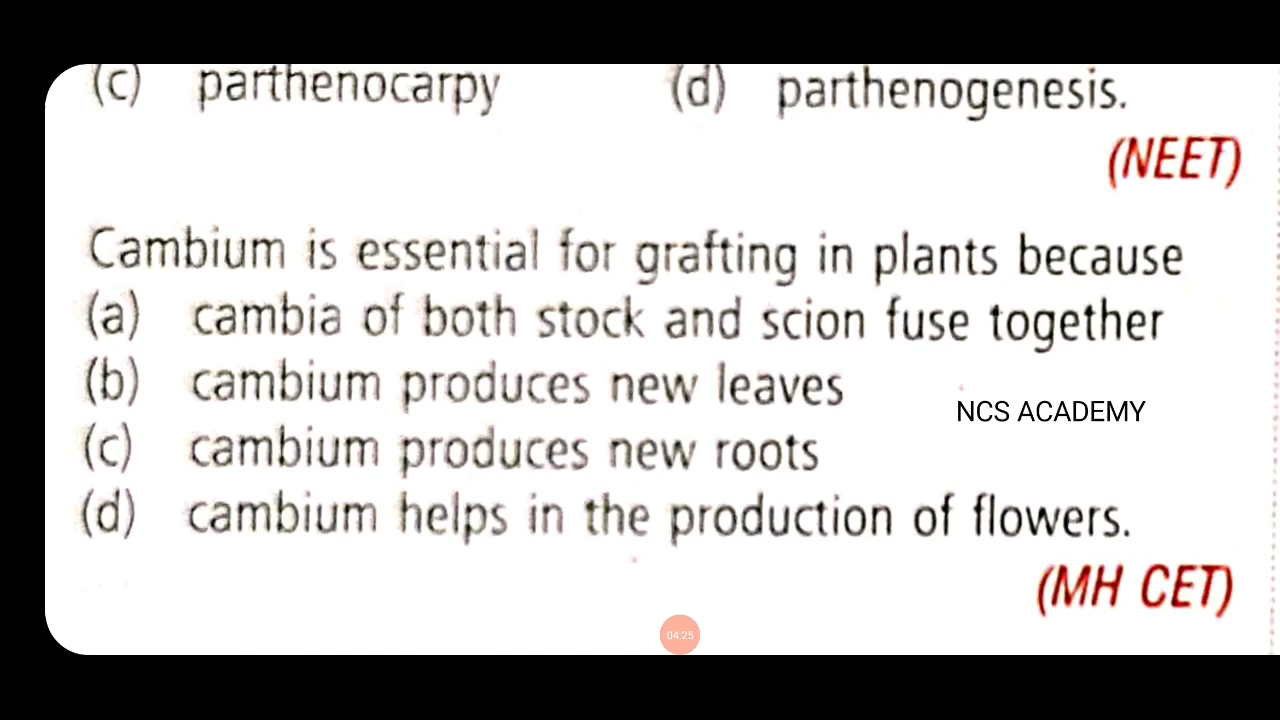 (c) parthenocarpy (d) parthenogenesis.
(NEET)
Cambium is essential for grafting in plants because
(a) cambia of both stock and scion fuse together
(b) cambium produces new leaves
NCS ACADEMY
(c) cambium produces new roots
(d) cambium helps in the production of flowers.
(MH CET)
04:25